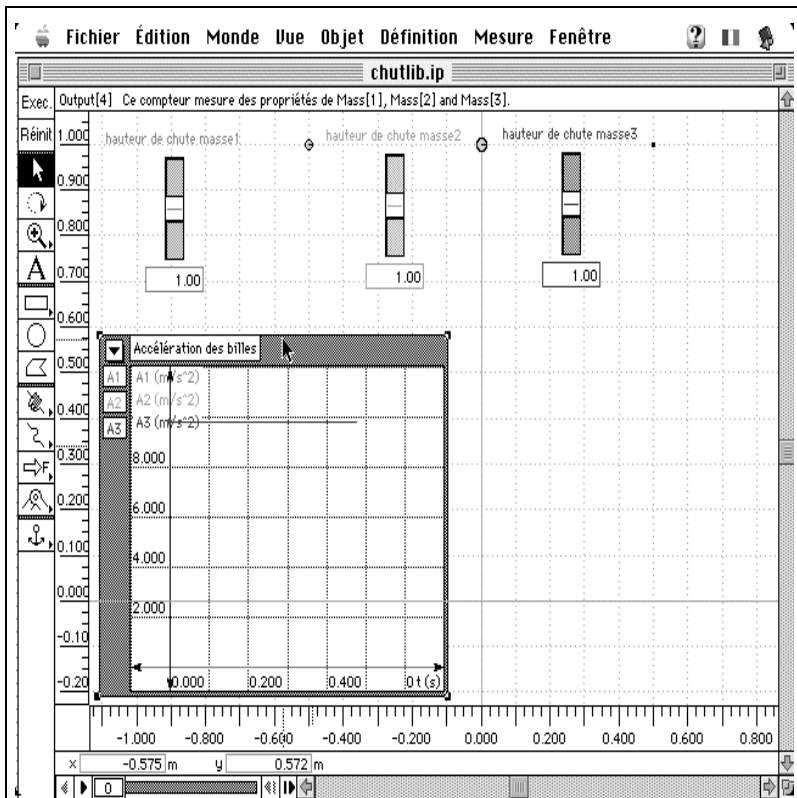 Fichier Édition Monde Vue Objet Définition Mesure Fenêtre
chutlib.ip
Exec. Output[4] Ce compteur mesure des propriétés de Mass[1], Mass[2] and Mass[3].
Réinit 1.000 hauteur de chute masse1 hauteur de chute masse2 hauteur de chute masse3
0.900
0.800
A 0.700 1.00 1.00 1.00
0.600
Accélération des billes
0.500
A1 A1 (m/s^2)
A2 A2 (m/s^2)
0.400
A3 A3 (m/s^2)
F 0.300 8.000
0.200 6.000
0.100 4.000
0.000 2.000
-0.10
-0.20 0.000 0.200 0.400 0 t (s)
-1.000 -0.800 -0.600 -0.400 -0.200 0.000 0.200 0.400 0.600 0.800
x -0.575 m y 0.572 m
0